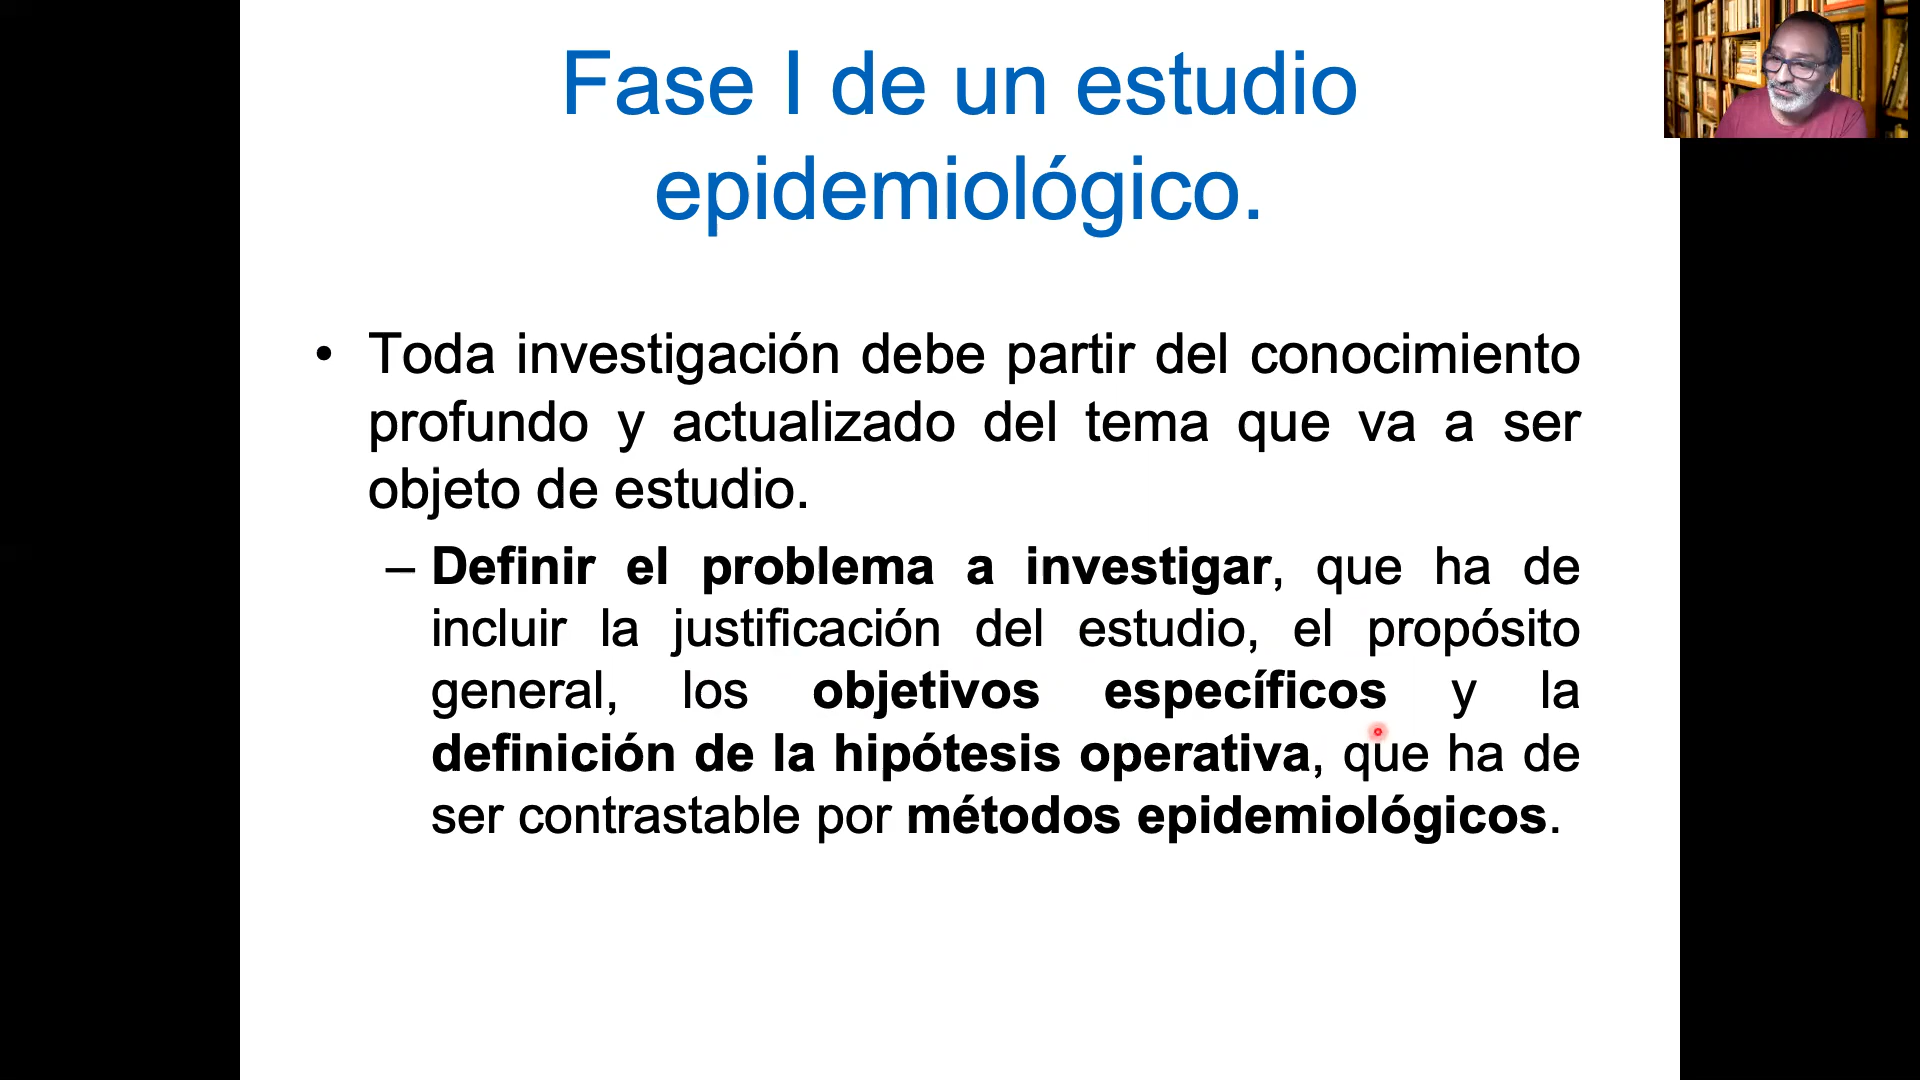 Fase I de un estudio
epidemiológico.
• Toda investigación debe partir del conocimiento
profundo y actualizado del tema que va a ser
objeto de estudio.
– Definir el problema a investigar, que ha de
incluir la justificación del estudio, el propósito
general, los objetivos específicos y la
definición de la hipótesis operativa, que ha de
ser contrastable por métodos epidemiológicos.